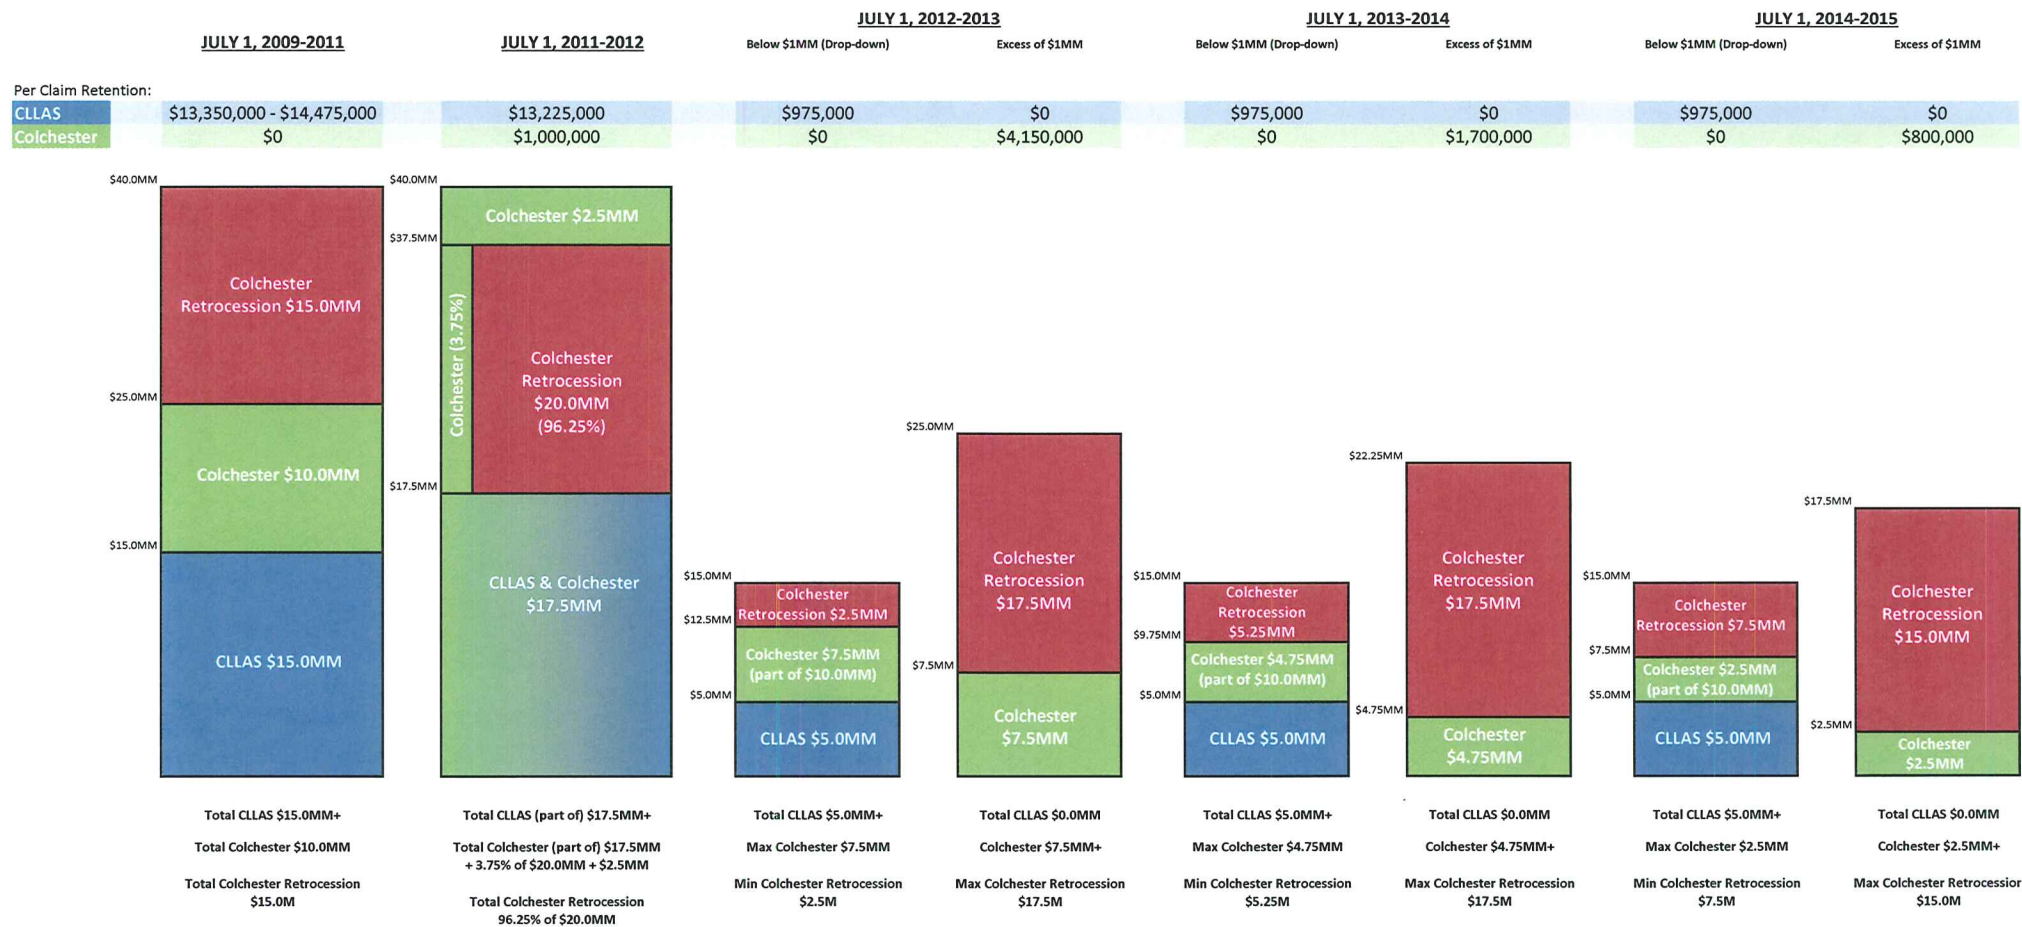 JULY 1, 2009-2011
JULY 1, 2011-2012
JULY 1, 2012-2013
Below $1MM (Drop-down)
Excess of $1MM
JULY 1, 2013-2014
Below $1MM (Drop-down)
Excess of $1MM
JULY 1, 2014-2015
Below $1MM (Drop-down)
Excess of $1MM
Per Claim Retention:
CLLAS
$13,350,000 - $14,475,000
$13,225,000
$975,000
$0
$975,000
$0
$975,000
$0
Colchester
$0
$1,000,000
$0
$4,150,000
$0
$1,700,000
$0
$800,000
$40.0MM
Colchester
Retrocession $15.0MM
$25.0MM
Colchester $10.0MM
$15.0MM
CLLAS $15.0MM
Total CLLAS $15.0MM+
Total Colchester $10.0MM
Total Colchester Retrocession
$15.0M
$40.0MM
Colchester $2.5MM
$37.5MM
Colchester (3.75%)
Colchester
Retrocession
$20.0MM
(96.25%)
$17.5MM
CLLAS & Colchester
$17.5MM
Total CLLAS (part of) $17.5MM+
Total Colchester (part of) $17.5MM
+ 3.75% of $20.0MM + $2.5MM
Total Colchester Retrocession
96.25% of $20.0MM
$15.0MM
Colchester
Retrocession $2.5MM
$12.5MM
Colchester $7.5MM
(part of $10.0MM)
$5.0MM
CLLAS $5.0MM
Total CLLAS $5.0MM+
Max Colchester $7.5MM
Min Colchester Retrocession
$2.5M
$25.0MM
Colchester
Retrocession
$17.5MM
$7.5MM
Colchester
$7.5MM
Total CLLAS $0.0MM
Colchester $7.5MM+
Max Colchester Retrocession
$17.5M
$15.0MM
Colchester
Retrocession
$5.25MM
$9.75MM
Colchester $4.75MM
(part of $10.0MM)
$5.0MM
CLLAS $5.0MM
Total CLLAS $5.0MM+
Max Colchester $4.75MM
Min Colchester Retrocession
$5.25M
$22.25MM
Colchester
Retrocession
$17.5MM
$4.75MM
Colchester
$4.75MM
Total CLLAS $0.0MM
Colchester $4.75MM+
Max Colchester Retrocession
$17.5M
$15.0MM
Colchester
Retrocession $7.5MM
$7.5MM
Colchester $2.5MM
(part of $10.0MM)
$5.0MM
CLLAS $5.0MM
Total CLLAS $5.0MM+
Max Colchester $2.5MM
Min Colchester Retrocession
$7.5M
$17.5MM
Colchester
Retrocession
$15.0MM
$2.5MM
Colchester
$2.5MM
Total CLLAS $0.0MM
Colchester $2.5MM+
Max Colchester Retrocessior
$15.0M